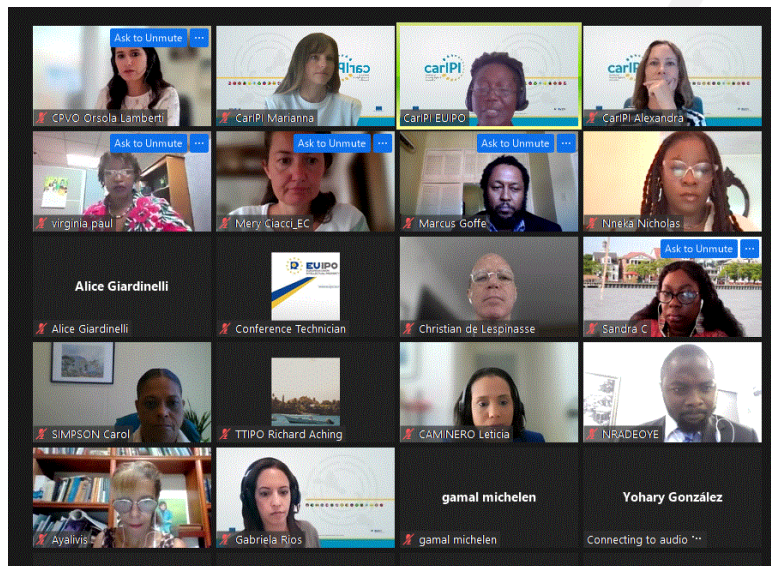 Ask to Unmute ...
carIPI
carIPI
carIPI
CPVO Orsola Lamberti
CarIPI Marianna
CarIPI EUIPO
CarIPI Alexandra
Ask to Unmute ...
Ask to Unmute ...
Ask to Unmute ...
virginia paul
Mery Ciacci_EC
Marcus Goffe
Nneka Nicholas
Ask to Unmute ...
Alice Giardinelli
EUIPO
Alice Giardinelli
Conference Technician
Christian de Lespinasse
Sandra C
SIMPSON Carol
TTIPO Richard Aching
CAMINERO Leticia
NRADEOYE
gamal michelen
Yohary González
Ayalivis
Gabriela Rios
gamal michelen
Connecting to audio ···